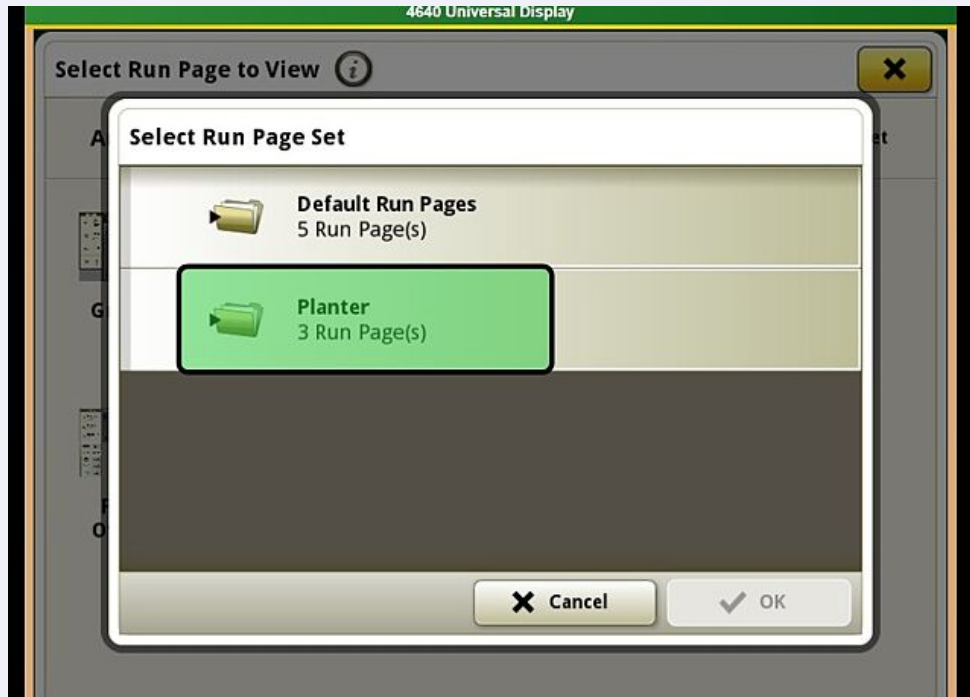 4640 Universal Display
Select Run Page to View
Select Run Page Set
Default Run Pages
5 Run Page(s)
Planter
3 Run Page(s)
Cancel
OK